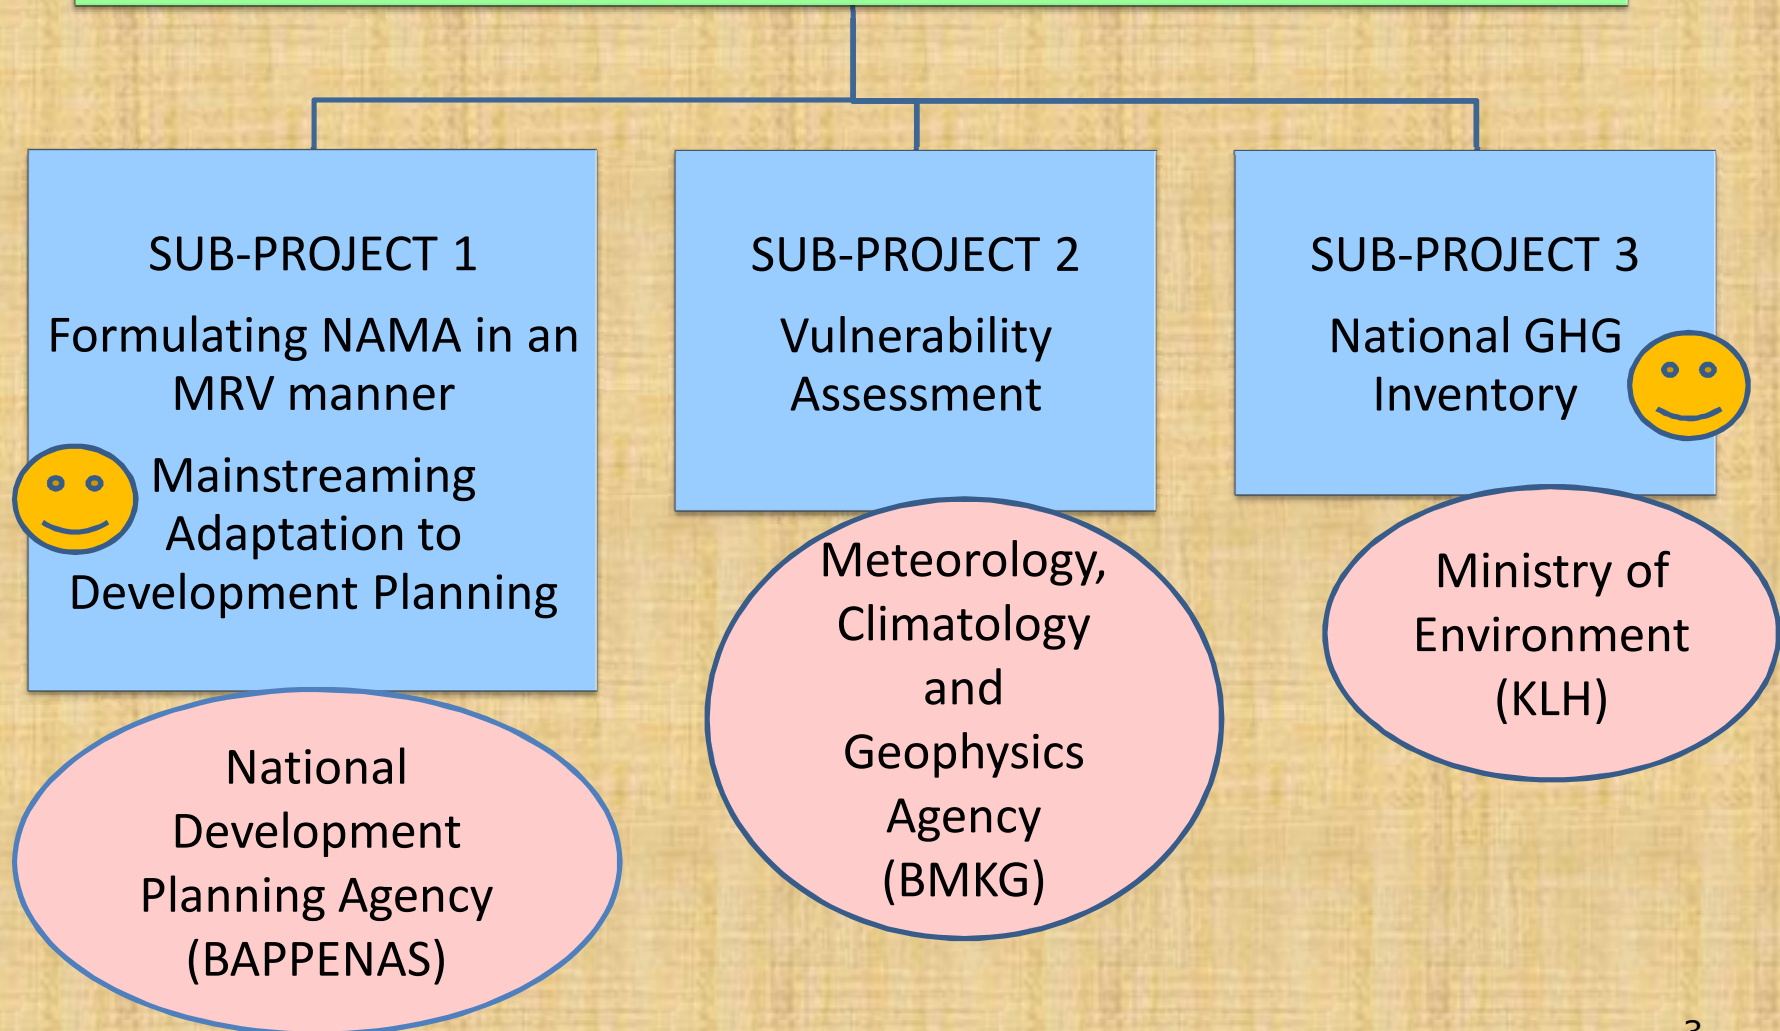 SUB-PROJECT 1
Formulating NAMA in an
MRV manner
Mainstreaming
Adaptation to
Development Planning
National
Development
Planning Agency
(BAPPENAS)
SUB-PROJECT 2
Vulnerability
Assessment
Meteorology,
Climatology
and
Geophysics
Agency
(BMKG)
SUB-PROJECT 3
National GHG
Inventory
Ministry of
Environment
(KLH)
3